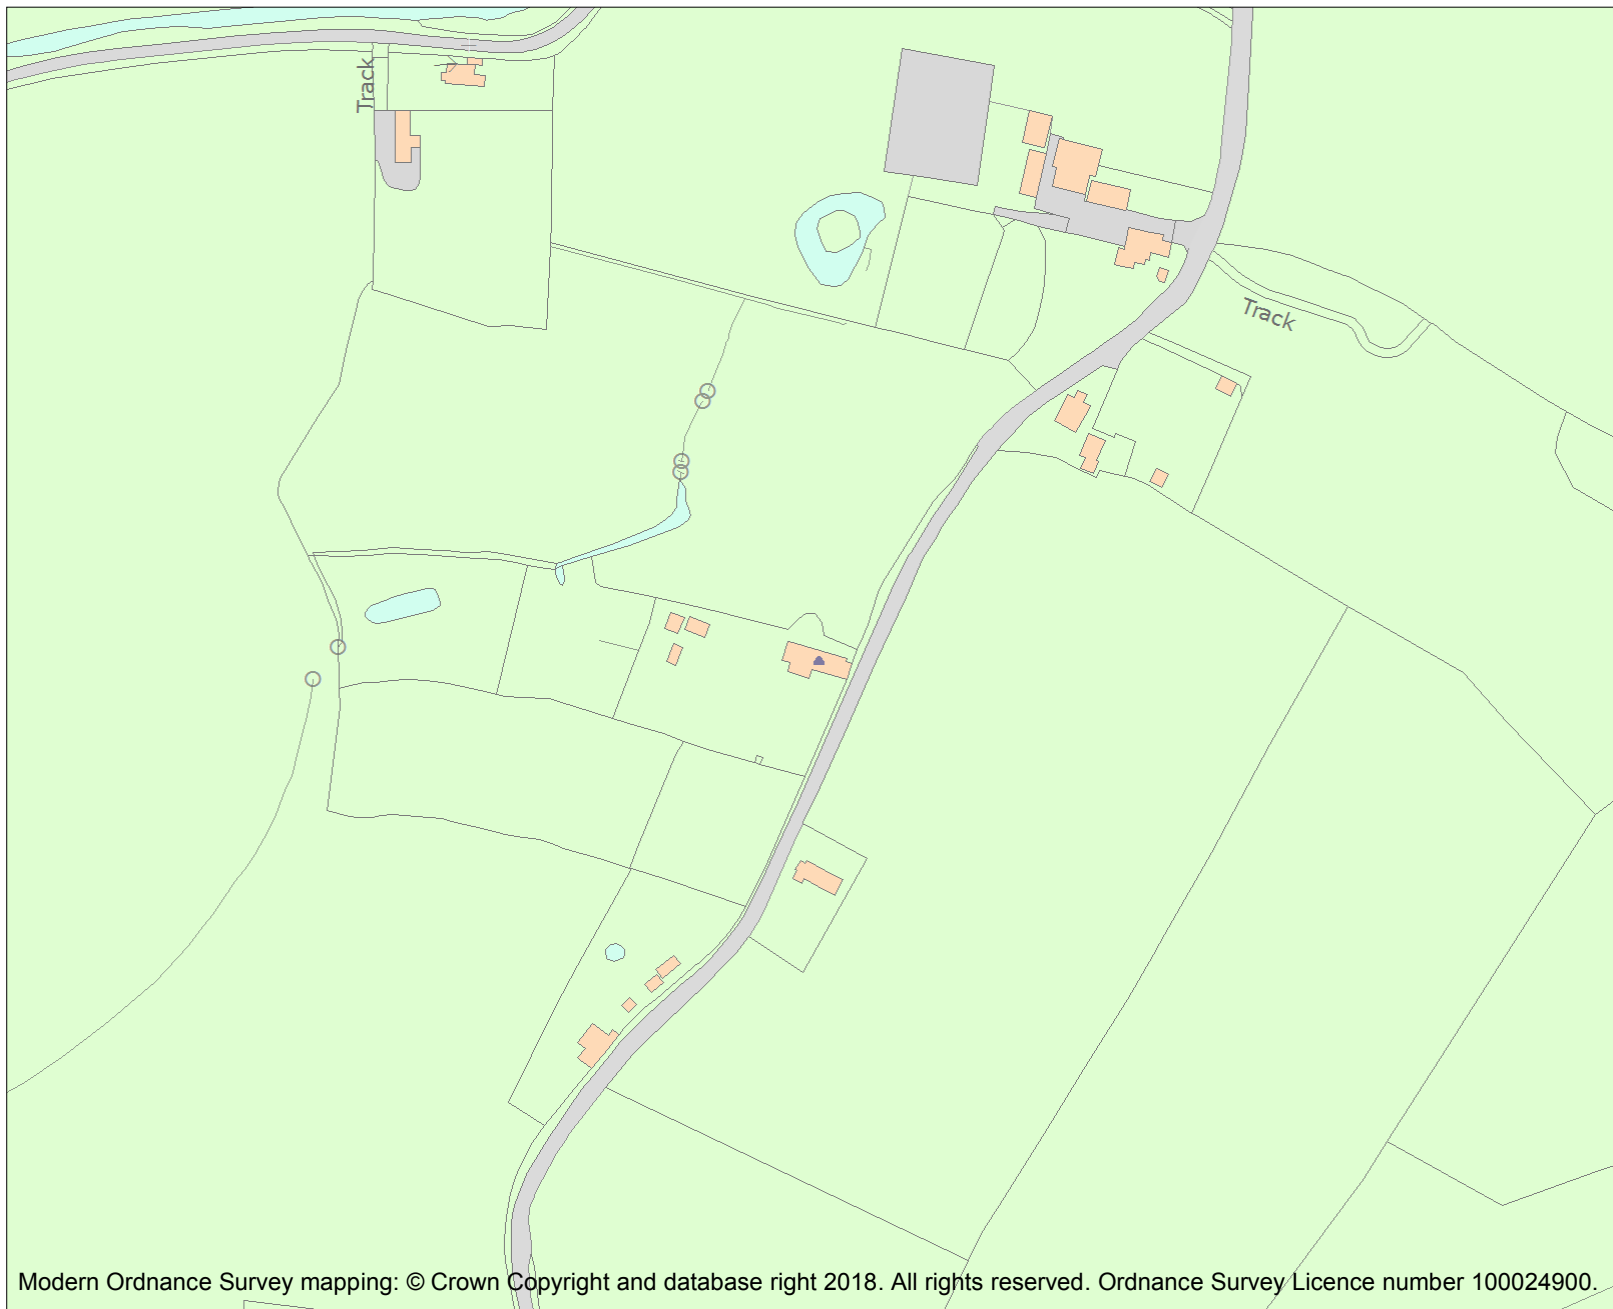 Track
Track
Modern Ordnance Survey mapping: © Crown Copyright and database right 2018. All rights reserved. Ordnance Survey Licence number 100024900.